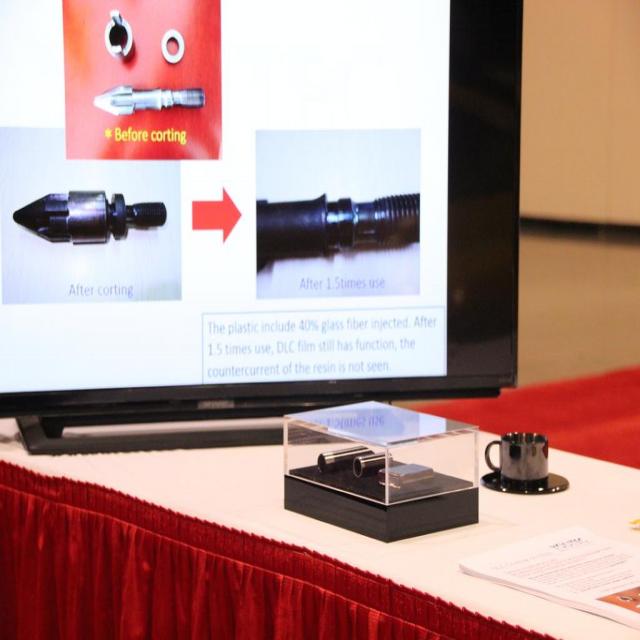 * Before corting
After corting
After 1.5times use
The plastic include 40% glass fiber injected. After
1.5 times use, DLC film still has function, the
countercurrent of the resin is not seen.